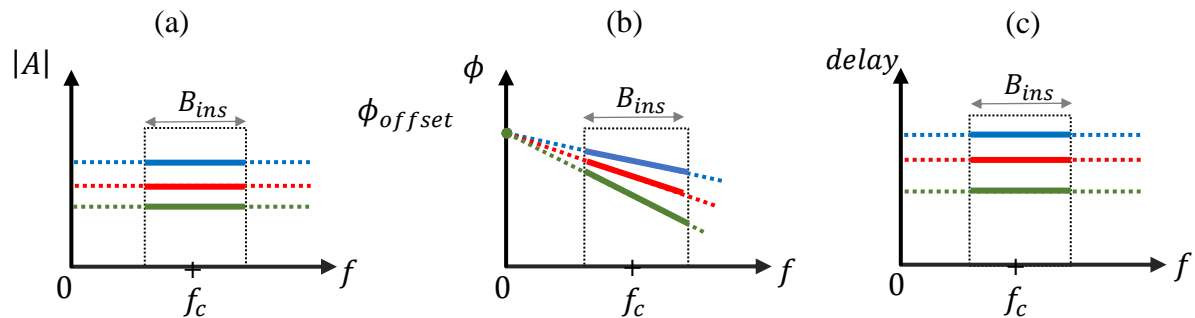 (a)
|A|
B_ins
0
f_c
f
(b)
ϕ
ϕ_offset
B_ins
0
f_c
f
(c)
delay
B_ins
0
f_c
f